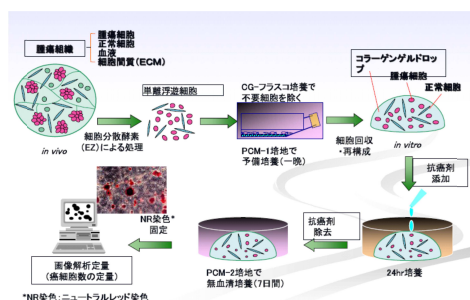 腫瘍組織
腫瘍細胞
正常細胞
血液
細胞間質(ECM)
in vivo
細胞分散酵素
(EZ)による処理
単離浮遊細胞
CG-フラスコ培養で
不要細胞を除く
PCM-1培地で
予備培養(一晩)
細胞回収
・再構成
コラーゲンゲルドロッ
プ
腫瘍細胞
正常細胞
in vitro
抗癌剤
添加
24hr培養
抗癌剤
除去
PCM-2培地で
無血清培養(7日間)
NR染色*
固定
画像解析定量
(癌細胞数の定量)
*NR染色:ニュートラルレッド染色